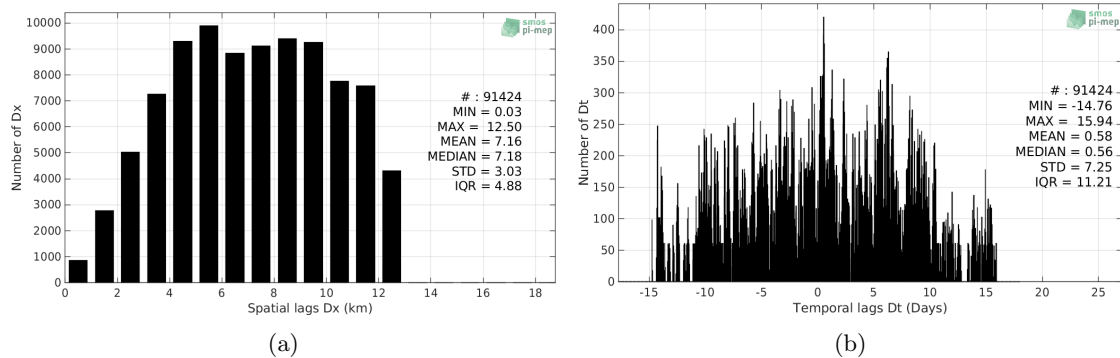 10000
9000
8000
7000
6000
5000
4000
3000
2000
1000
0
Number of Dx
0 2 4 6 8 10 12 14 16 18
Spatial lags Dx (km)
smos
pi-mep
# : 91424
MIN = 0.03
MAX = 12.50
MEAN = 7.16
MEDIAN = 7.18
STD = 3.03
IQR = 4.88
(a)
400
350
300
250
200
150
100
50
0
Number of Dt
-15 -10 -5 0 5 10 15 20 25
Temporal lags Dt (Days)
smos
pi-mep
# : 91424
MIN = -14.76
MAX = 15.94
MEAN = 0.58
MEDIAN = 0.56
STD = 7.25
IQR = 11.21
(b)